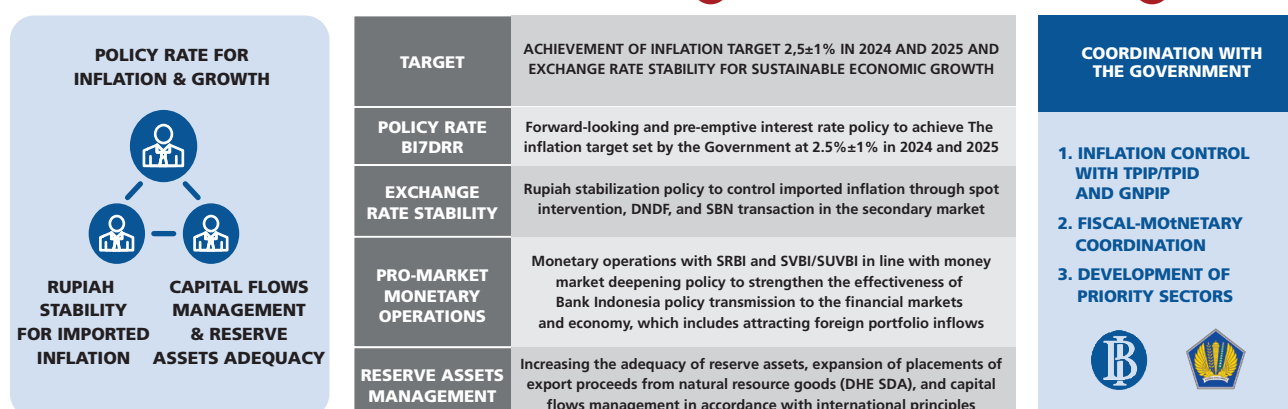 POLICY RATE FOR
INFLATION & GROWTH
RUPIAH
STABILITY
FOR IMPORTED
INFLATION
CAPITAL FLOWS
MANAGEMENT
& RESERVE
ASSETS ADEQUACY
TARGET
ACHIEVEMENT OF INFLATION TARGET 2,5±1% IN 2024 AND 2025 AND
EXCHANGE RATE STABILITY FOR SUSTAINABLE ECONOMIC GROWTH
POLICY RATE
BI7DRR
Forward-looking and pre-emptive interest rate policy to achieve The
inflation target set by the Government at 2.5%±1% in 2024 and 2025
EXCHANGE
RATE STABILITY
Rupiah stabilization policy to control imported inflation through spot
intervention, DNDF, and SBN transaction in the secondary market
PRO-MARKET
MONETARY
OPERATIONS
Monetary operations with SRBI and SVBI/SUVBI in line with money
market deepening policy to strengthen the effectiveness of
Bank Indonesia policy transmission to the financial markets
and economy, which includes attracting foreign portfolio inflows
RESERVE ASSETS
MANAGEMENT
Increasing the adequacy of reserve assets, expansion of placements of
export proceeds from natural resource goods (DHE SDA), and capital
flows management in accordance with international principles
COORDINATION WITH
THE GOVERNMENT
1. INFLATION CONTROL
WITH TPIP/TPID
AND GNPIP
2. FISCAL-MOtNETARY
COORDINATION
3. DEVELOPMENT OF
PRIORITY SECTORS